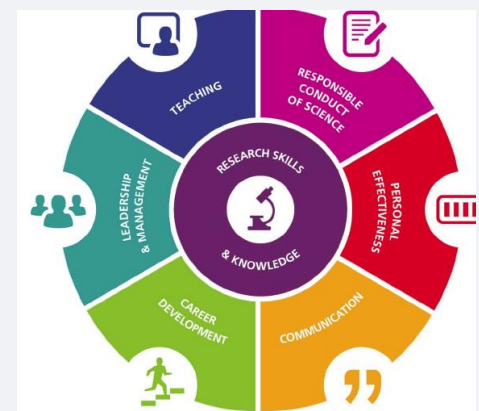 TEACHING
RESPONSIBLE
CONDUCT
OF SCIENCE
PERSONAL
EFFECTIVENESS
COMMUNICATION
CAREER
DEVELOPMENT
LEADERSHIP
& MANAGEMENT
RESEARCH SKILLS
& KNOWLEDGE